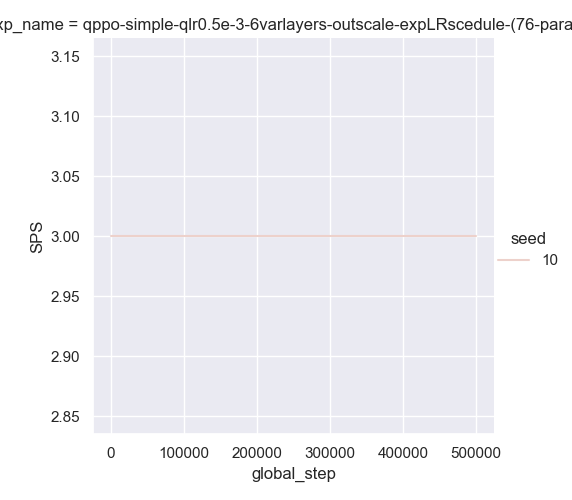 xp_name = qppo-simple-qlr0.5e-3-6varlayers-outscale-expLRscedule-(76-para
3.15
3.10
3.05
3.00
2.95
2.90
2.85
SPS
0 100000 200000 300000 400000 500000
global_step
seed
10